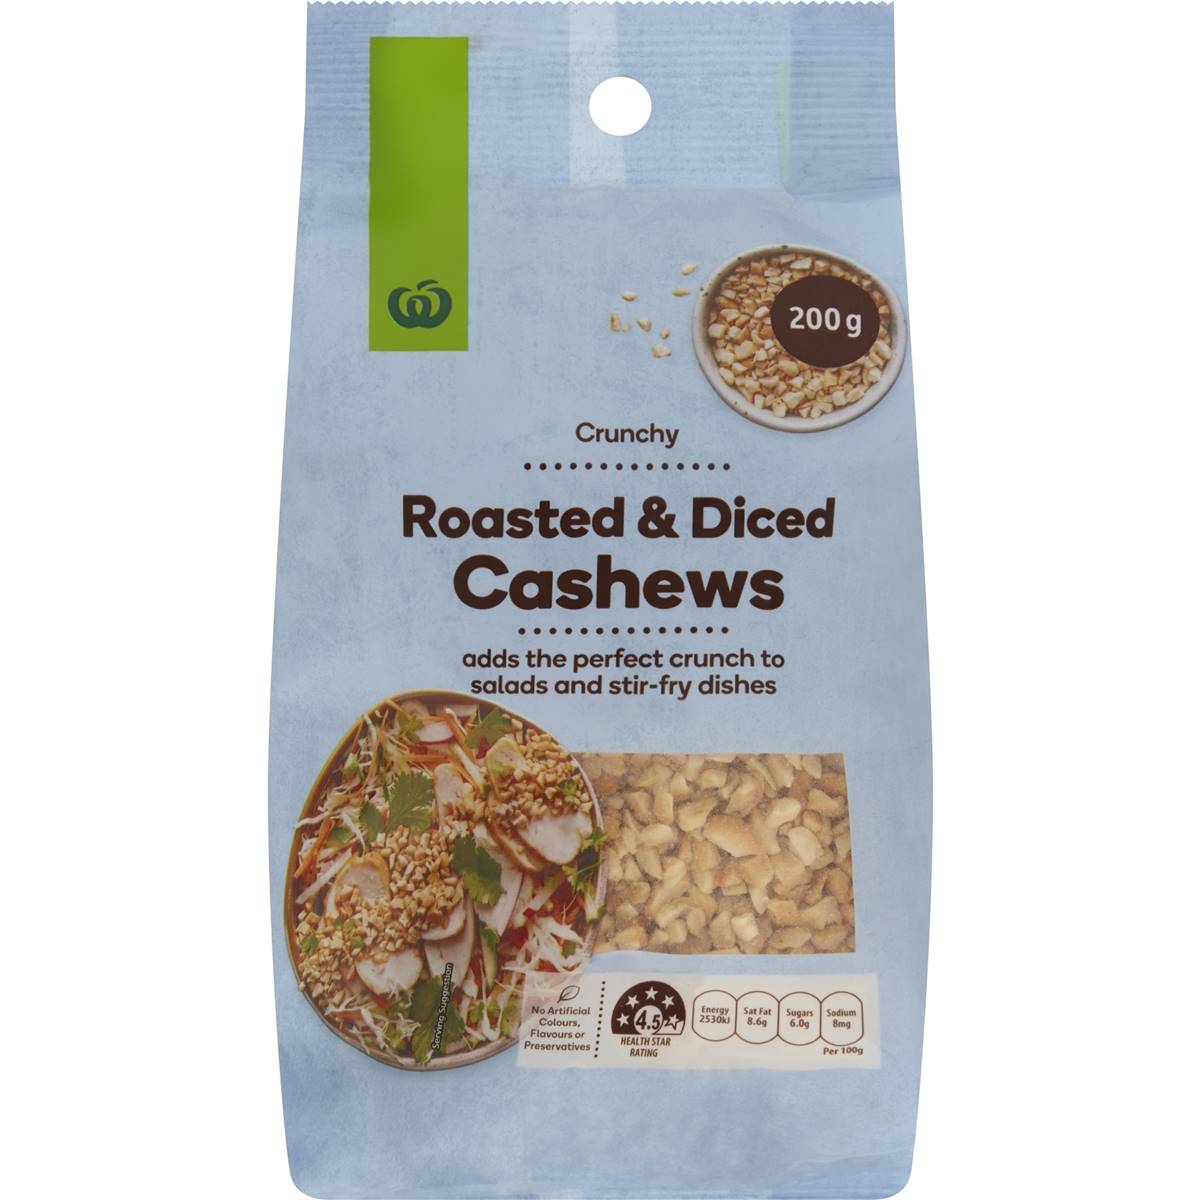 200g
Crunchy
Roasted & Diced
Cashews
adds the perfect crunch to
salads and stir-fry dishes
Serving Suggestion
No Artificial
Colours,
Flavours or
Preservatives
4.5
HEALTH STAR
RATING
Energy
2530kJ
Sat Fat
8.6g
Sugars
6.0g
Sodium
8mg
Per 100g